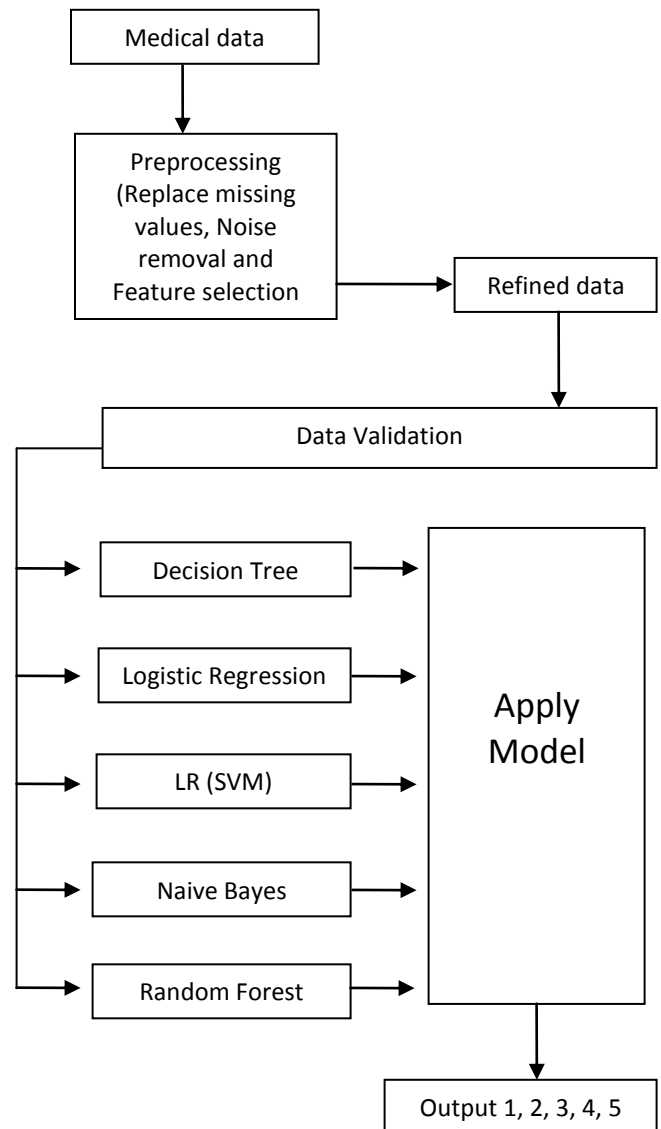 Medical data
Preprocessing
(Replace missing
values, Noise
removal and
Feature selection
Refined data
Data Validation
Decision Tree
Logistic Regression
LR (SVM)
Naive Bayes
Random Forest
Apply
Model
Output 1, 2, 3, 4, 5